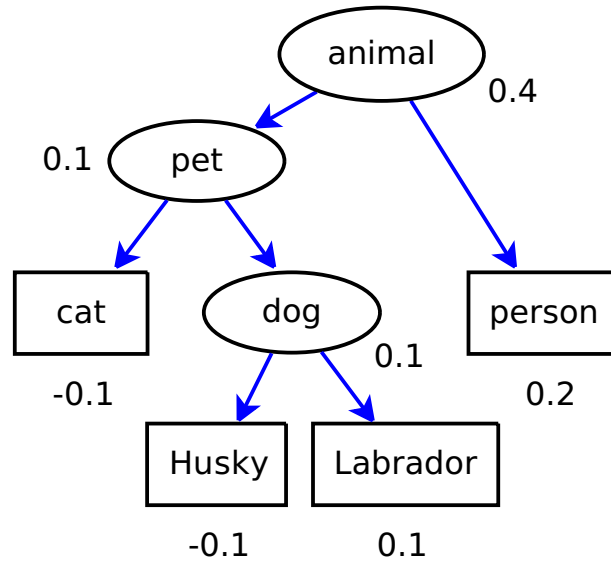 animal
0.4
0.1
pet
cat
dog
person
-0.1
0.1
0.2
Husky
Labrador
-0.1
0.1